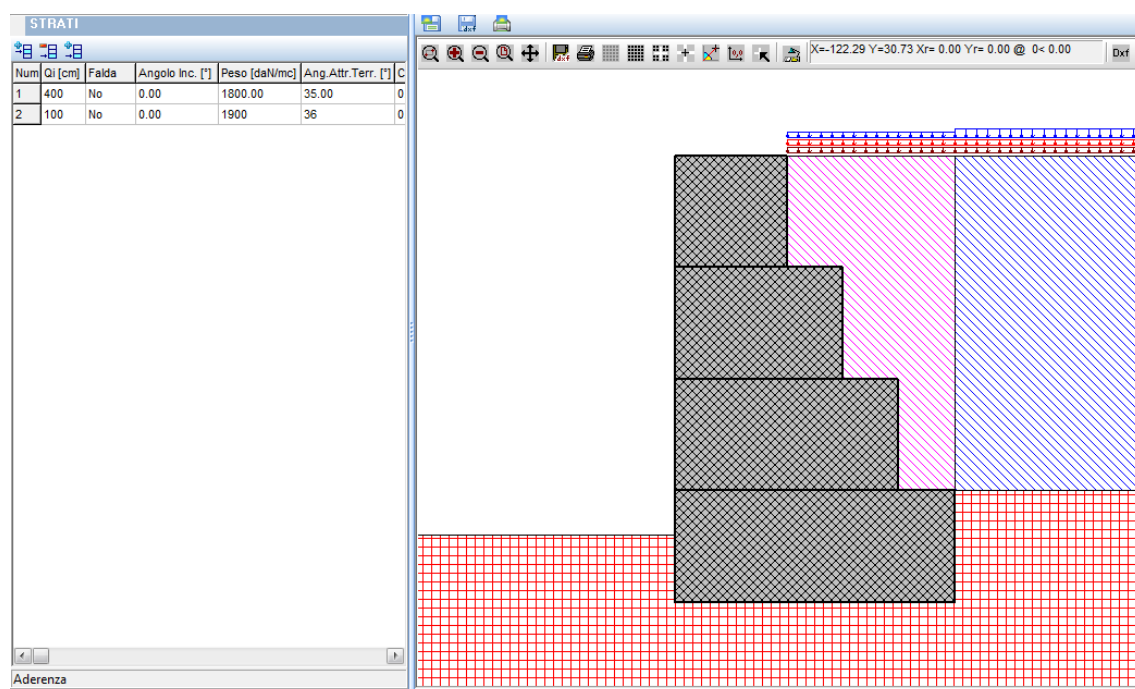 STRATI
Num Qi [cm] Falda Angolo Inc. [°] Peso [daN/mc] Ang.Attr.Terr. [°] C
1 400 No 0.00 1800.00 35.00 0
2 100 No 0.00 1900 36 0
Aderenza
dxf
dxf X=-122.29 Y=30.73 Xr= 0.00 Yr= 0.00 @ 0< 0.00 Dxf